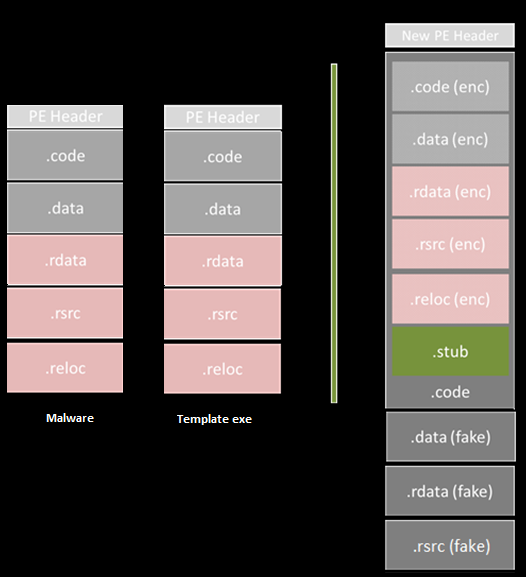 PE Header
.code
.data
.rdata
.rsrc
.reloc
Malware
PE Header
.code
.data
.rdata
.rsrc
.reloc
Template exe
New PE Header
.code (enc)
.data (enc)
.rdata (enc)
.rsrc (enc)
.reloc (enc)
.stub
.code
.data (fake)
.rdata (fake)
.rsrc (fake)